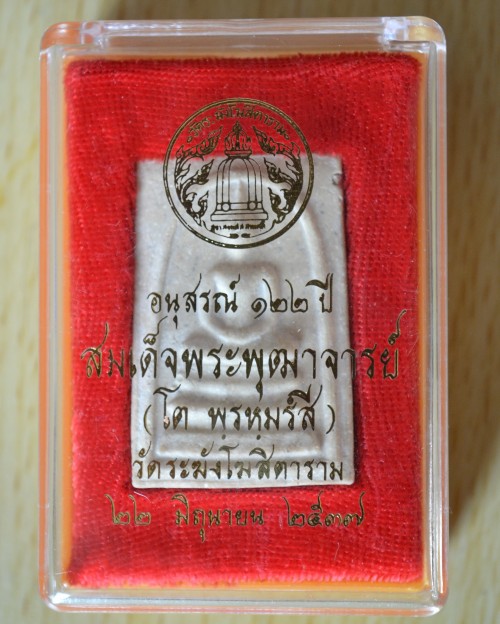 อนุสรณ์ ๑๒๒ ปี
สมเด็จพระพุฒาจารย์
(โต พฺรหฺมรํสี)
วัดระฆังโฆสิตาราม
๒๒ มิถุนายน ๒๕๓๗